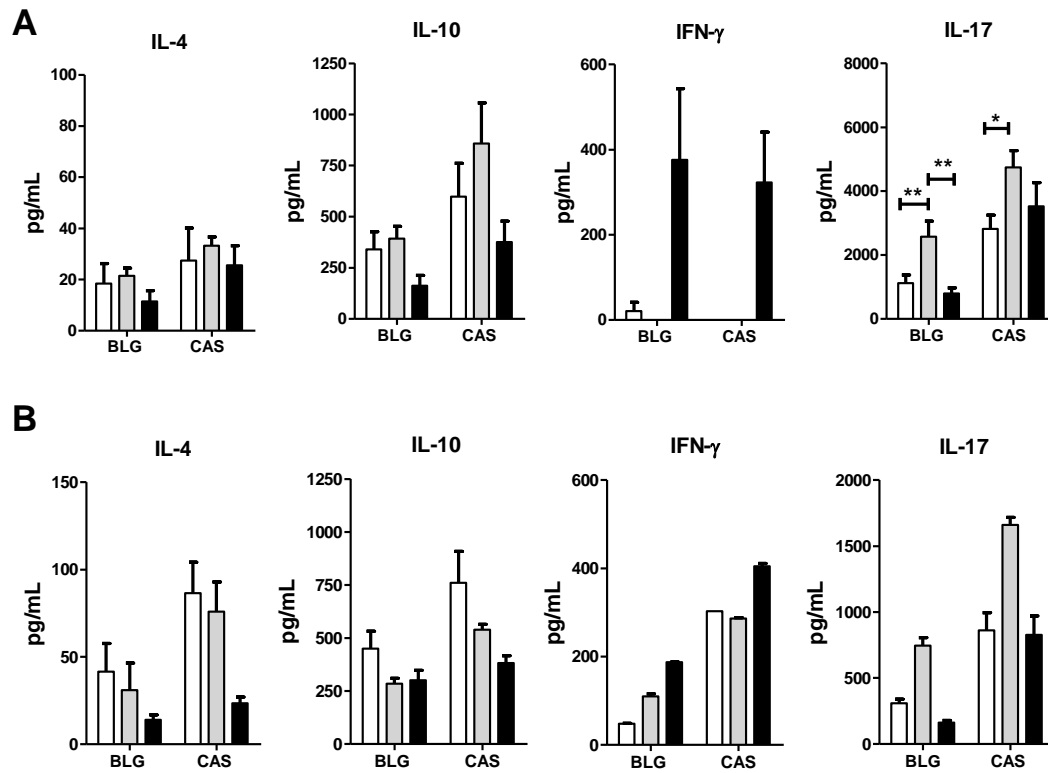 A
IL-4
IL-10
IFN-γ
IL-17
pg/mL
100
80
60
40
20
0
BLG CAS
pg/mL
1250
1000
750
500
250
0
BLG CAS
pg/mL
600
400
200
0
BLG CAS
pg/mL
8000
6000
4000
2000
0
** ** *
BLG CAS
B
IL-4
IL-10
IFN-γ
IL-17
pg/mL
150
100
50
0
BLG CAS
pg/mL
1250
1000
750
500
250
0
BLG CAS
pg/mL
600
400
200
0
BLG CAS
pg/mL
2000
1500
1000
500
0
BLG CAS